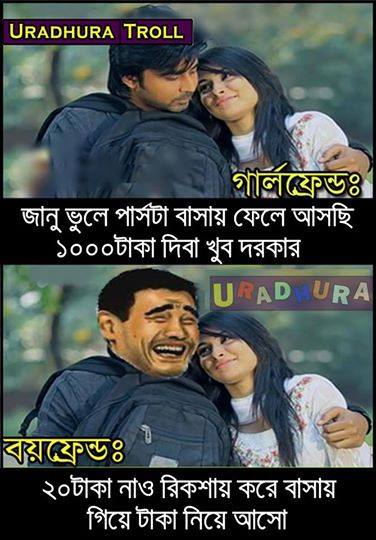 URADHURA TROLL
গার্লফ্রেন্ডঃ
জানু ভুলে পার্সটা বাসায় ফেলে আসছি
১০০০টাকা দিবা খুব দরকার
URADHURA
বয়ফ্রেন্ডঃ
২০টাকা নাও রিকশায় করে বাসায়
গিয়ে টাকা নিয়ে আসো